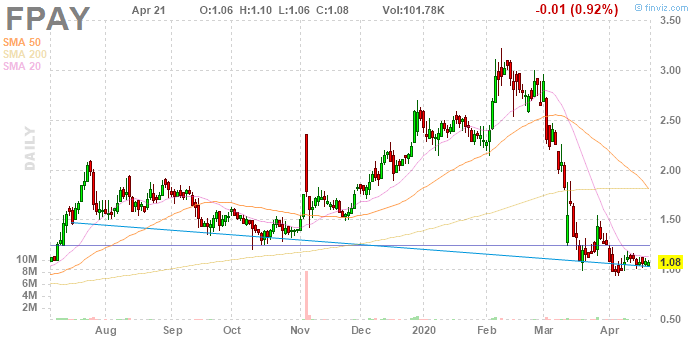 FPAY
Apr 21 O:1.06 H:1.10 L:1.06 C:1.08 Vol:101.78K -0.01 (0.92%)
© finviz.com
SMA 50
SMA 200
SMA 20
DAILY
3.50
3.00
2.50
2.00
1.50
1.08
1.00
0.50
10M
8M
6M
4M
2M
Aug Sep Oct Nov Dec 2020 Feb Mar Apr